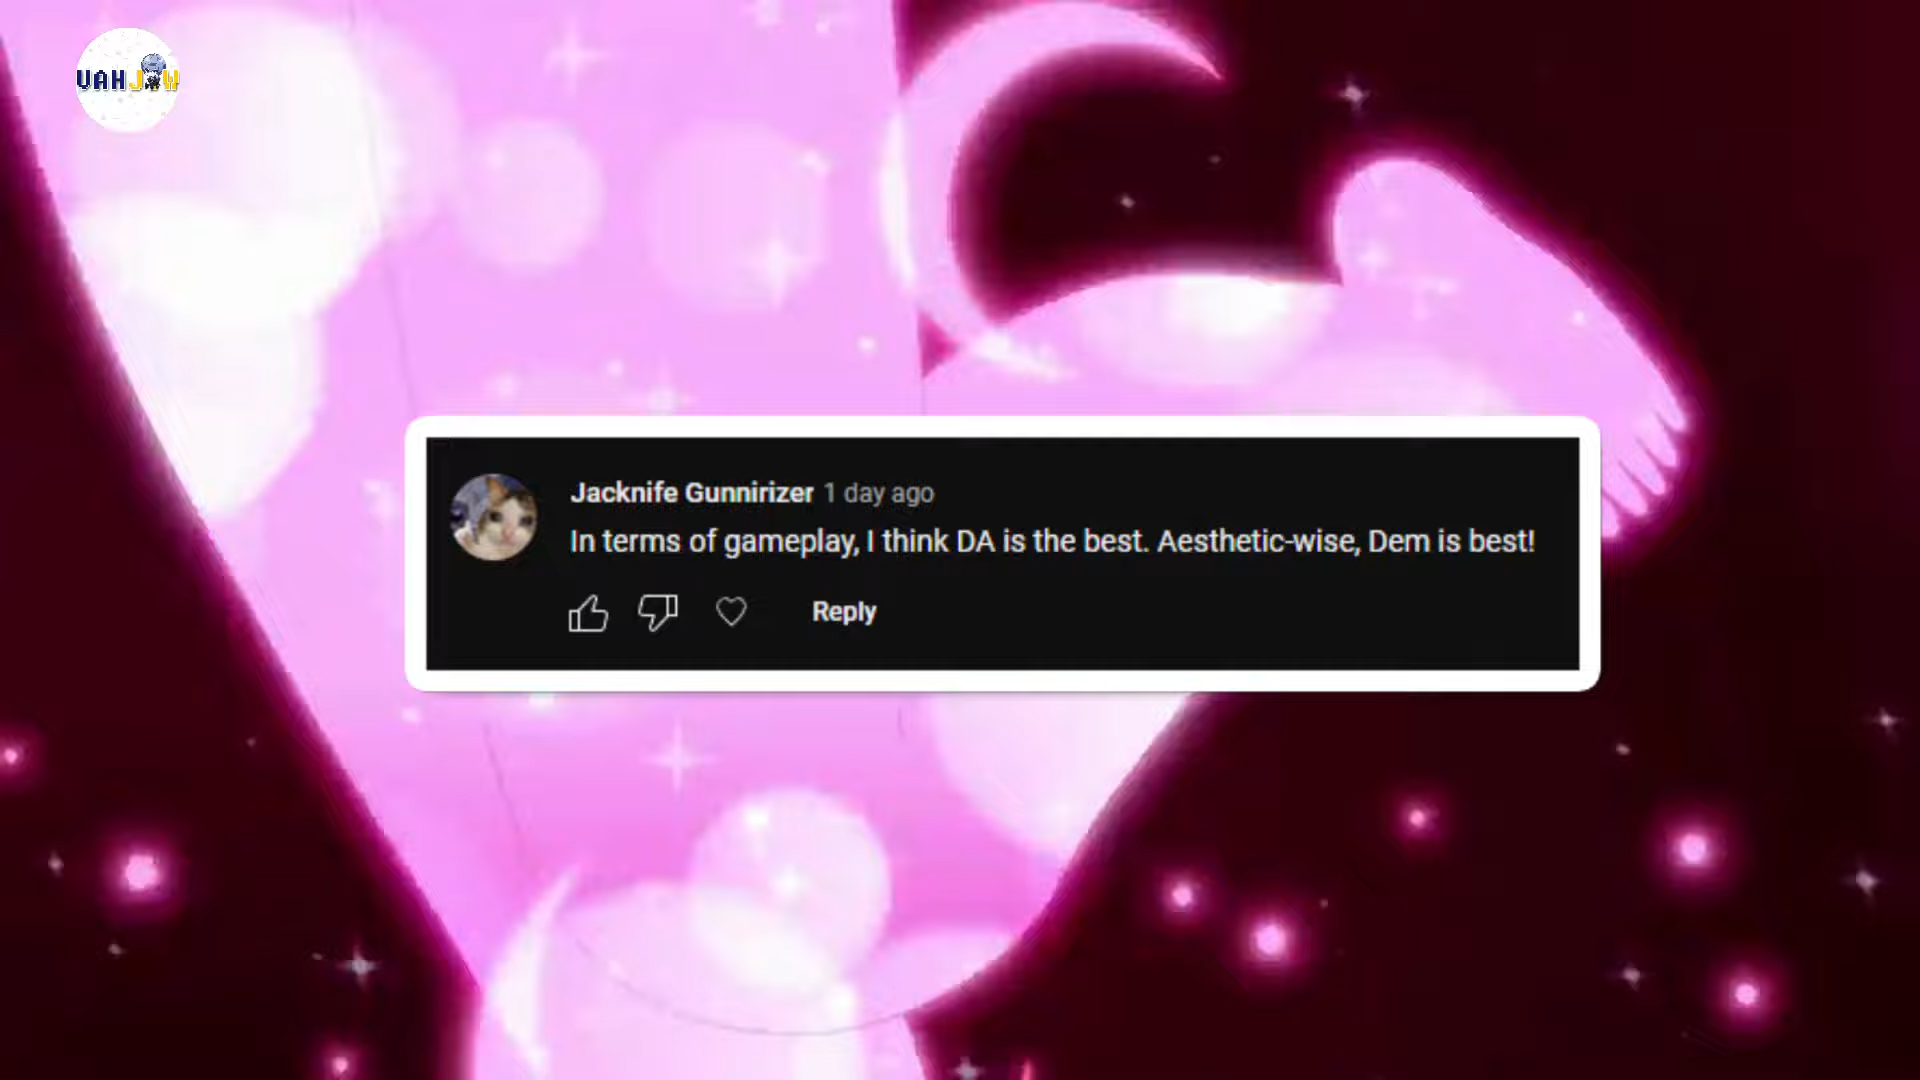 VAHJOW
Jacknife Gunnirizer 1 day ago
In terms of gameplay, I think DA is the best. Aesthetic-wise, Dem is best!
Reply